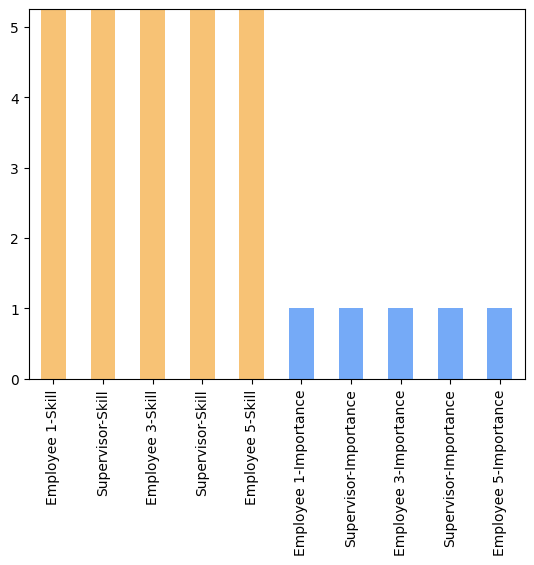 5
4
3
2
1
0
Employee 1-Skill
Supervisor-Skill
Employee 3-Skill
Supervisor-Skill
Employee 5-Skill
Employee 1-Importance
Supervisor-Importance
Employee 3-Importance
Supervisor-Importance
Employee 5-Importance